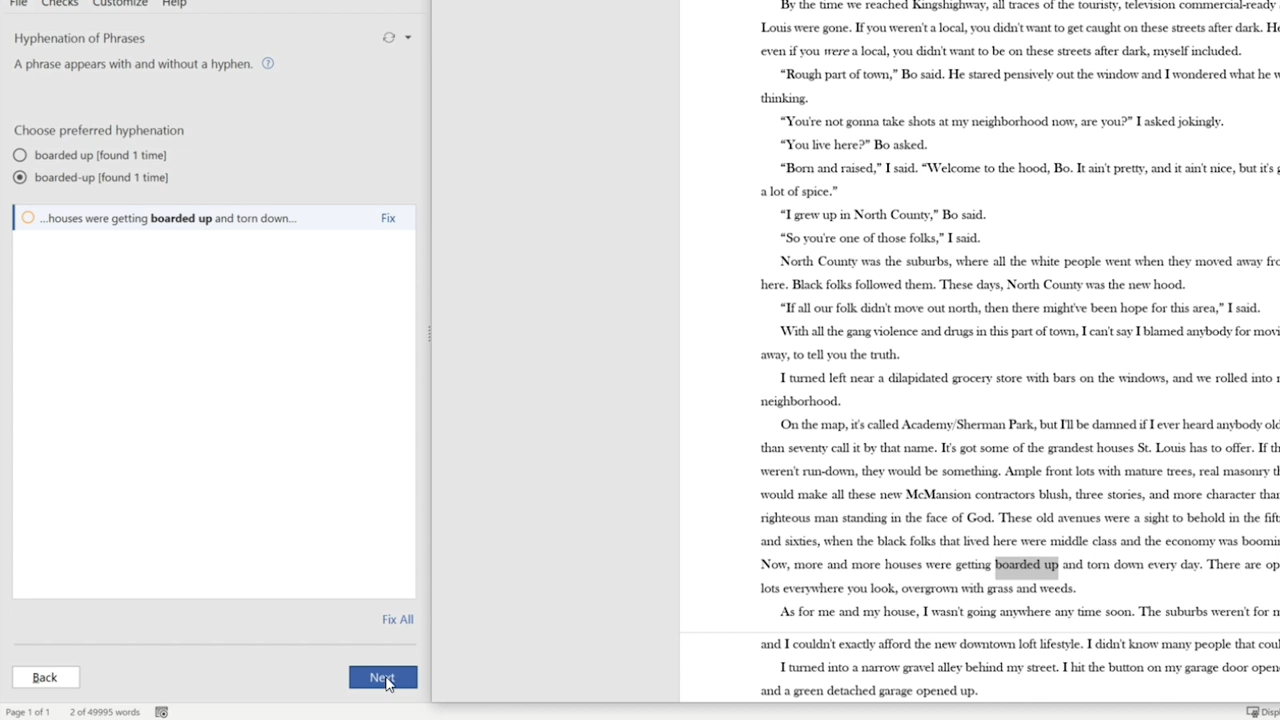 File Checks Customize Help
Hyphenation of Phrases
A phrase appears with and without a hyphen.
Choose preferred hyphenation
boarded up [found 1 time]
boarded-up [found 1 time]
...houses were getting boarded up and torn down... Fix
Fix All
Back Next
By the time we reached Kingshighway, all traces of the touristy, television commercial-ready
Louis were gone. If you weren't a local, you didn't want to get caught on these streets after dark.
even if you were a local, you didn't want to be on these streets after dark, myself included.
“Rough part of town,” Bo said. He stared pensively out the window and I wondered what he
thinking.
“You're not gonna take shots at my neighborhood now, are you?” I asked jokingly.
“You live here?” Bo asked.
“Born and raised,” I said. “Welcome to the hood, Bo. It ain't pretty, and it ain't nice, but it's
a lot of spice.”
“I grew up in North County,” Bo said.
“So you're one of those folks,” I said.
North County was the suburbs, where all the white people went when they moved away
here. Black folks followed them. These days, North County was the new hood.
“If all our folk didn't move out north, then there might've been hope for this area,” I said.
With all the gang violence and drugs in this part of town, I can't say I blamed anybody for
away, to tell you the truth.
I turned left near a dilapidated grocery store with bars on the windows, and we rolled into
neighborhood.
On the map, it's called Academy/Sherman Park, but I'll be damned if I ever heard anybody
than seventy call it by that name. It's got some of the grandest houses St. Louis has to offer. If
weren't run-down, they would be something. Ample front lots with mature trees, real masonry
would make all these new McMansion contractors blush, three stories, and more character
righteous man standing in the face of God. These old avenues were a sight to behold in the
and sixties, when the black folks that lived here were middle class and the economy was
Now, more and more houses were getting boarded up and torn down every day. There are
lots everywhere you look, overgrown with grass and weeds.
As for me and my house, I wasn't going anywhere any time soon. The suburbs weren't for
and I couldn't exactly afford the new downtown loft lifestyle. I didn't know many people that
I turned into a narrow gravel alley behind my street. I hit the button on my garage door
and a green detached garage opened up.
Page 1 of 1 2 of 49995 words